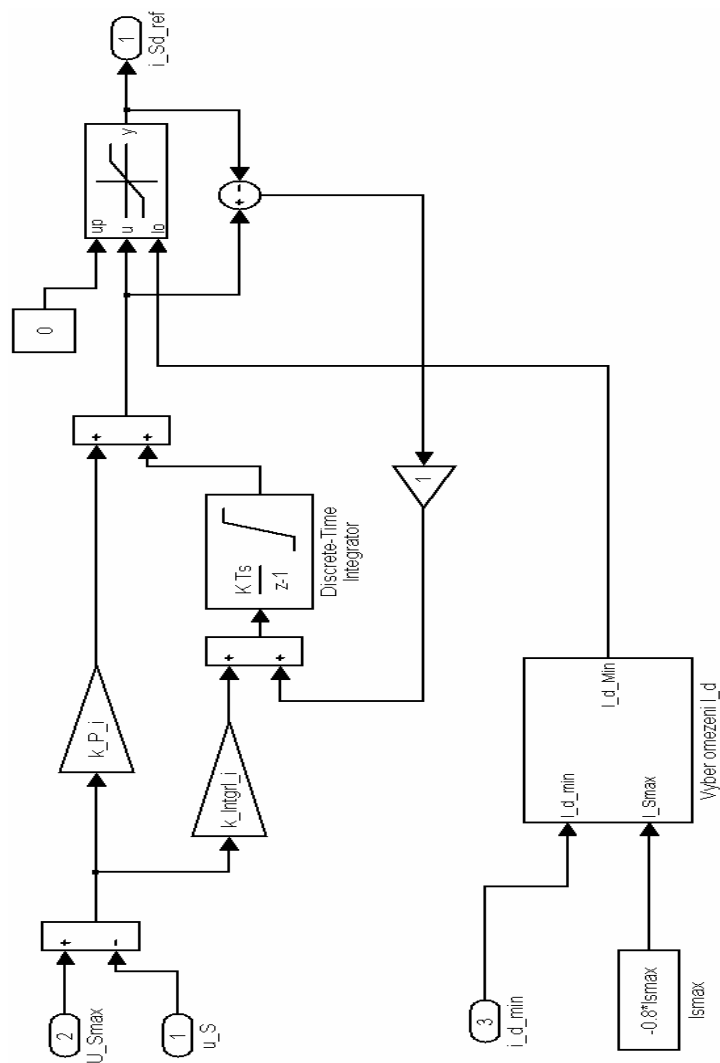 2
U_Smax
1
u_S
+
-
k_P_i
k_Intgrl_i
+
+
K Ts
z-1
Discrete-Time
Integrator
+
+
0
up
u
lo
y
1
i_Sd_ref
+
-
1
3
i_d_min
-0.8*Ismax
Ismax
I_d_min
I_Smax
I_d_Min
Vyber omezeni I_d